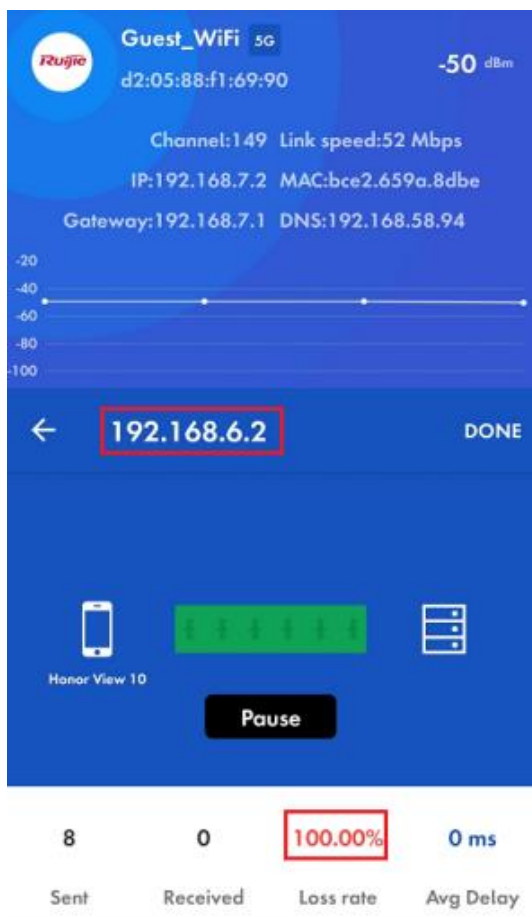 Ruijie
Guest_WiFi 5G
d2:05:88:f1:69:90
-50 dBm
Channel:149 Link speed:52 Mbps
IP:192.168.7.2 MAC:bce2.659a.8dbe
Gateway:192.168.7.1 DNS:192.168.58.94
-20
-40
-60
-80
-100
192.168.6.2 DONE
Honor View 10
Pause
8 0 100.00% 0 ms
Sent Received Loss rate Avg Delay